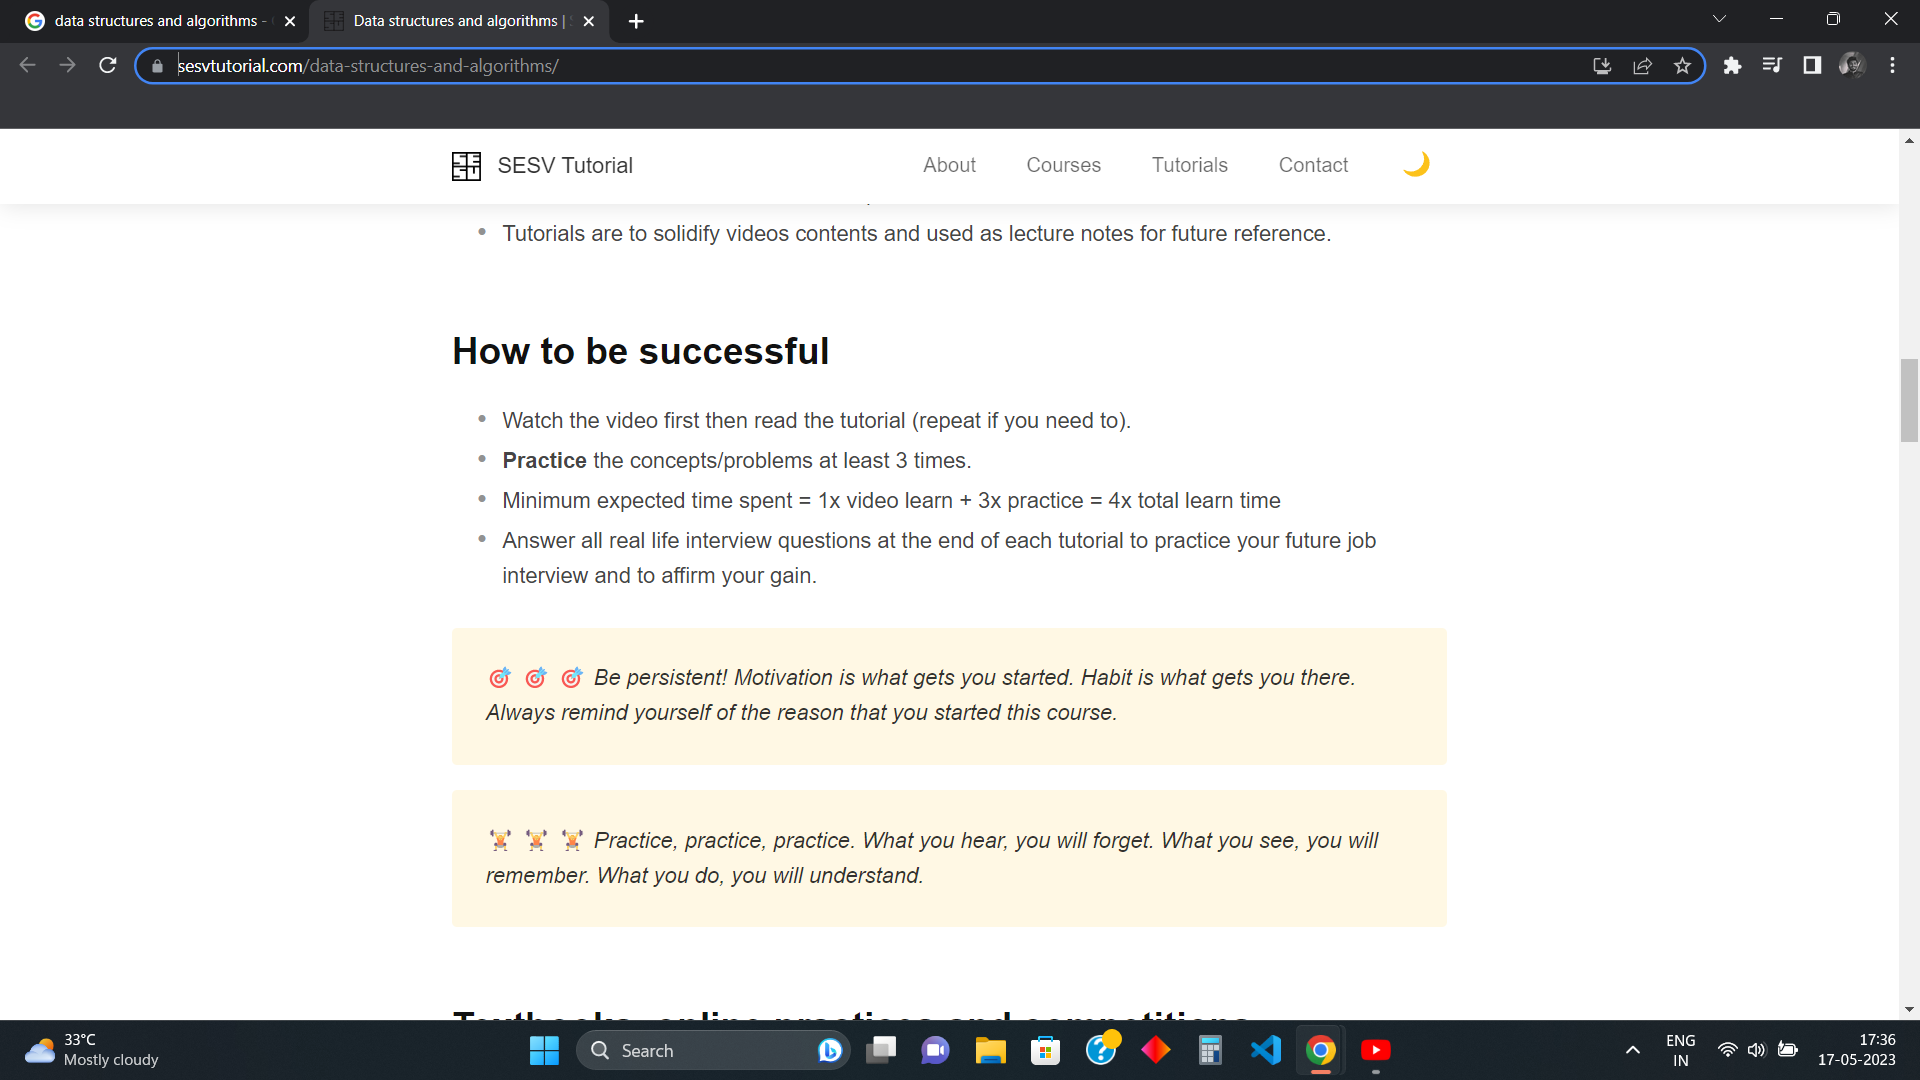 data structures and algorithms -
Data structures and algorithms |
sesvtutorial.com/data-structures-and-algorithms/
SESV Tutorial
About
Courses
Tutorials
Contact
Tutorials are to solidify videos contents and used as lecture notes for future reference.
How to be successful
Watch the video first then read the tutorial (repeat if you need to).
Practice the concepts/problems at least 3 times.
Minimum expected time spent = 1x video learn + 3x practice = 4x total learn time
Answer all real life interview questions at the end of each tutorial to practice your future job
interview and to affirm your gain.
Be persistent! Motivation is what gets you started. Habit is what gets you there.
Always remind yourself of the reason that you started this course.
Practice, practice, practice. What you hear, you will forget. What you see, you will
remember. What you do, you will understand.
Textbooks, online practices and competitions
33°C
Mostly cloudy
Search
ENG
IN
17:36
17-05-2023